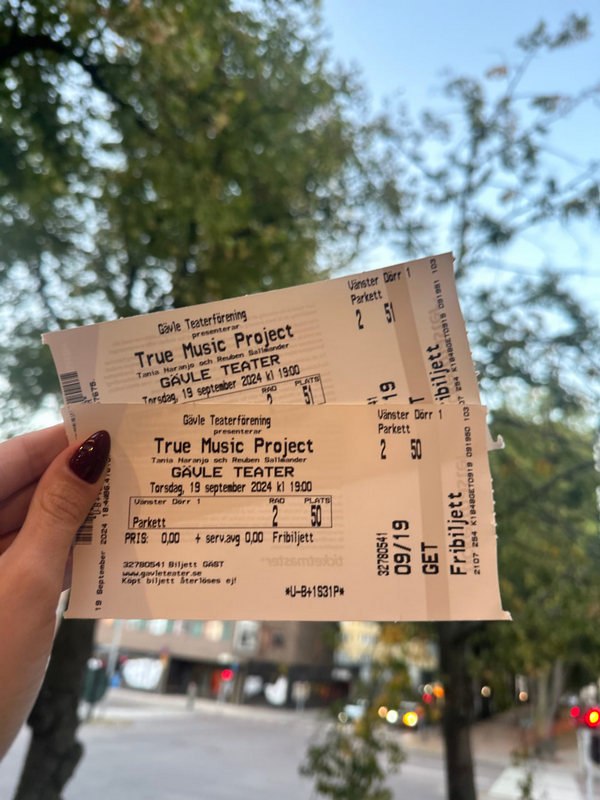 Gävle Teaterförening
presenterar
True Music Project
Tania Naranjo och Reuben Sallmander
GÄVLE TEATER
Torsdag, 19 september 2024 kl 19:00
RAD PLATS
2 51
Vänster Dörr 1
Parkett
2 51
Gävle Teaterförening
presenterar
True Music Project
Tania Naranjo och Reuben Sallmander
GÄVLE TEATER
Torsdag, 19 september 2024 kl 19:00
Vänster Dörr 1 RAD PLATS
Parkett 2 50
PRIS: 0,00 + serv.avg 0,00 Fribiljett
32780541 Biljett GÄST
www.gavleteater.se
Köpt biljett återlöses ej!
*U-B+1S31P*
Vänster Dörr 1
Parkett
2 50
32780541
09/19
GET
Fribiljett
19 September 2024
ticketmaster